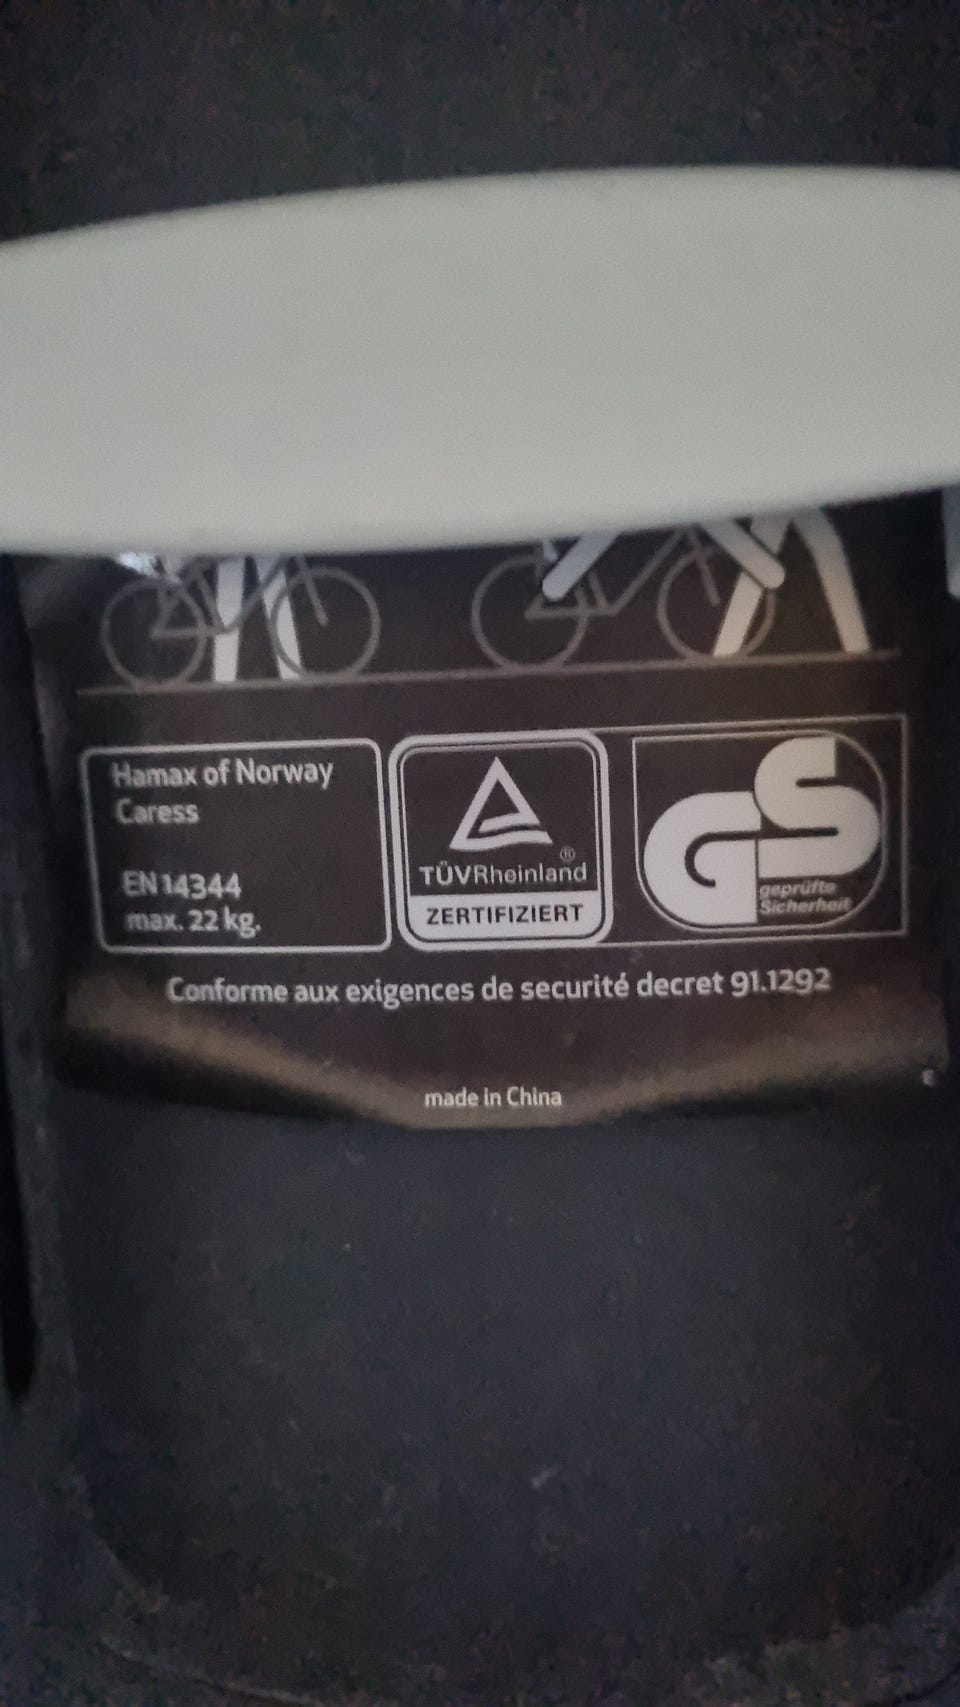 Hamax of Norway
Caress
EN 14344
max. 22 kg.
TÜVRheinland®
ZERTIFIZIERT
GS
geprüfte
Sicherheit
Conforme aux exigences de securité decret 91.1292
made in China